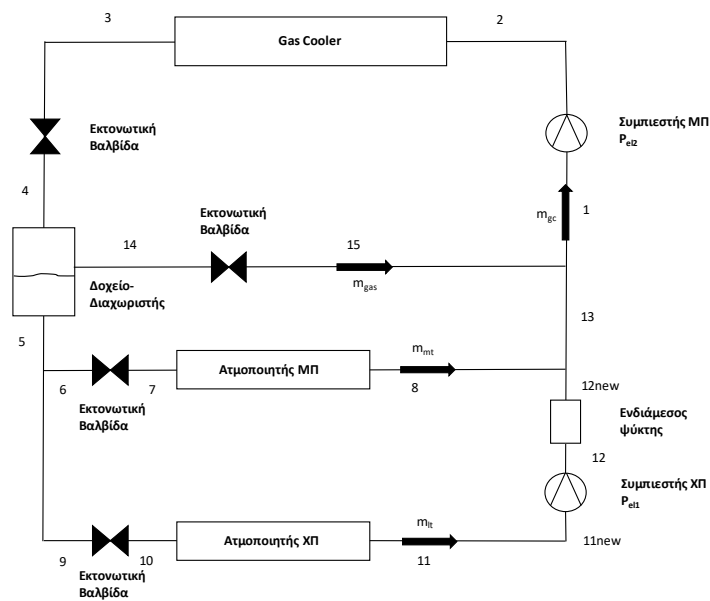 3
Gas Cooler
2
Εκτονωτική
Βαλβίδα
Συμπιεστής ΜΠ
Pel2
4
Εκτονωτική
Βαλβίδα
14
15
mgc
1
mgas
Δοχείο-
Διαχωριστής
5
13
mmt
6
7
Ατμοποιητής ΜΠ
8
12new
Εκτονωτική
Βαλβίδα
Ενδιάμεσος
ψύκτης
12
Συμπιεστής ΧΠ
Pel1
mlt
9
10
Ατμοποιητής ΧΠ
11
11new
Εκτονωτική
Βαλβίδα